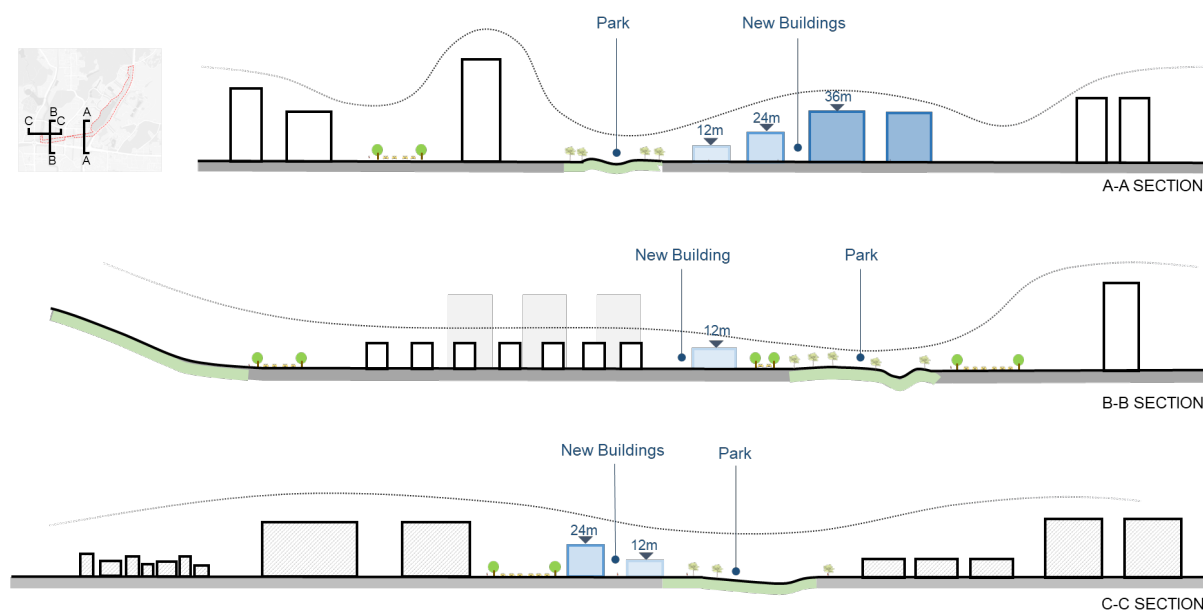 Park
New Buildings
B
A
C
C
B
A
12m
24m
36m
A-A SECTION
New Building
Park
12m
B-B SECTION
New Buildings
Park
24m
12m
C-C SECTION